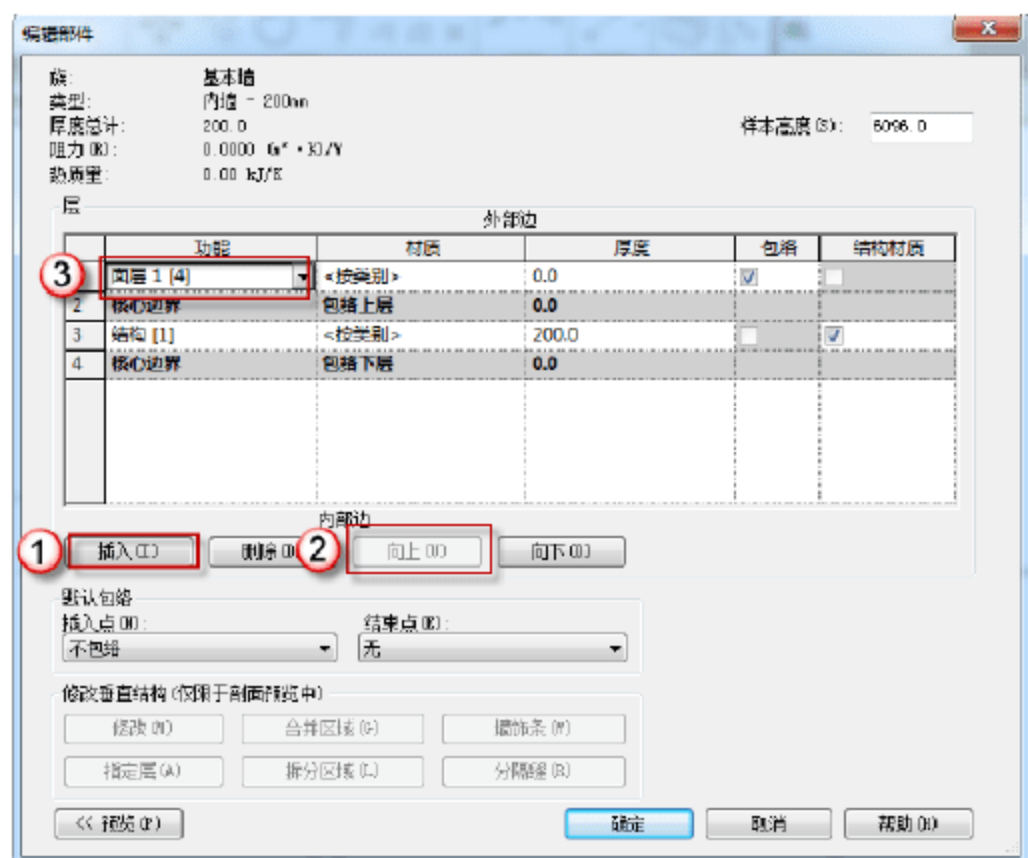 编辑部件
族: 基本墙
类型: 内墙 - 200mm
厚度总计: 200.0 样本高度(S): 6096.0
阻力(R): 0.0000 (m²·K)/W
热质量: 0.00 kJ/K
层
外部边
功能 材质 厚度 包络 结构材质
③ 面层 1 [4] <按类别> 0.0
2 核心边界 包络上层 0.0
3 结构 [1] <按类别> 200.0
4 核心边界 包络下层 0.0
内部边
① 插入(I) 删除(D) ② 向上(U) 向下(O)
默认包络
插入点(N): 结束点(E):
不包络 无
修改垂直结构(仅限于剖面预览中)
修改(M) 合并区域(G) 墙饰条(W)
指定层(A) 拆分区域(L) 分隔缝(R)
<< 预览(P) 确定 取消 帮助(H)